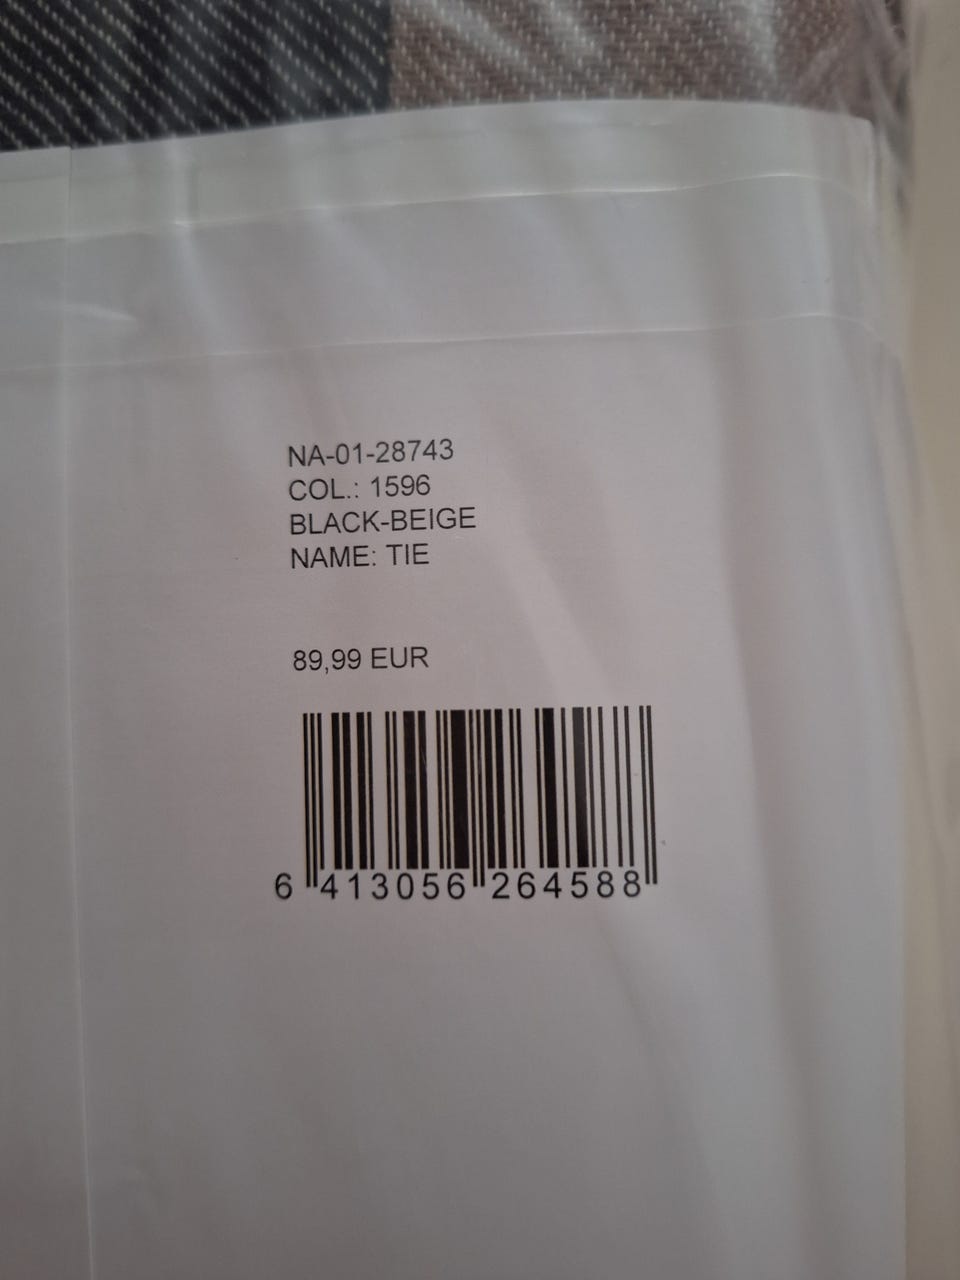 NA-01-28743
COL.: 1596
BLACK-BEIGE
NAME: TIE
89,99 EUR
6 413056 264588